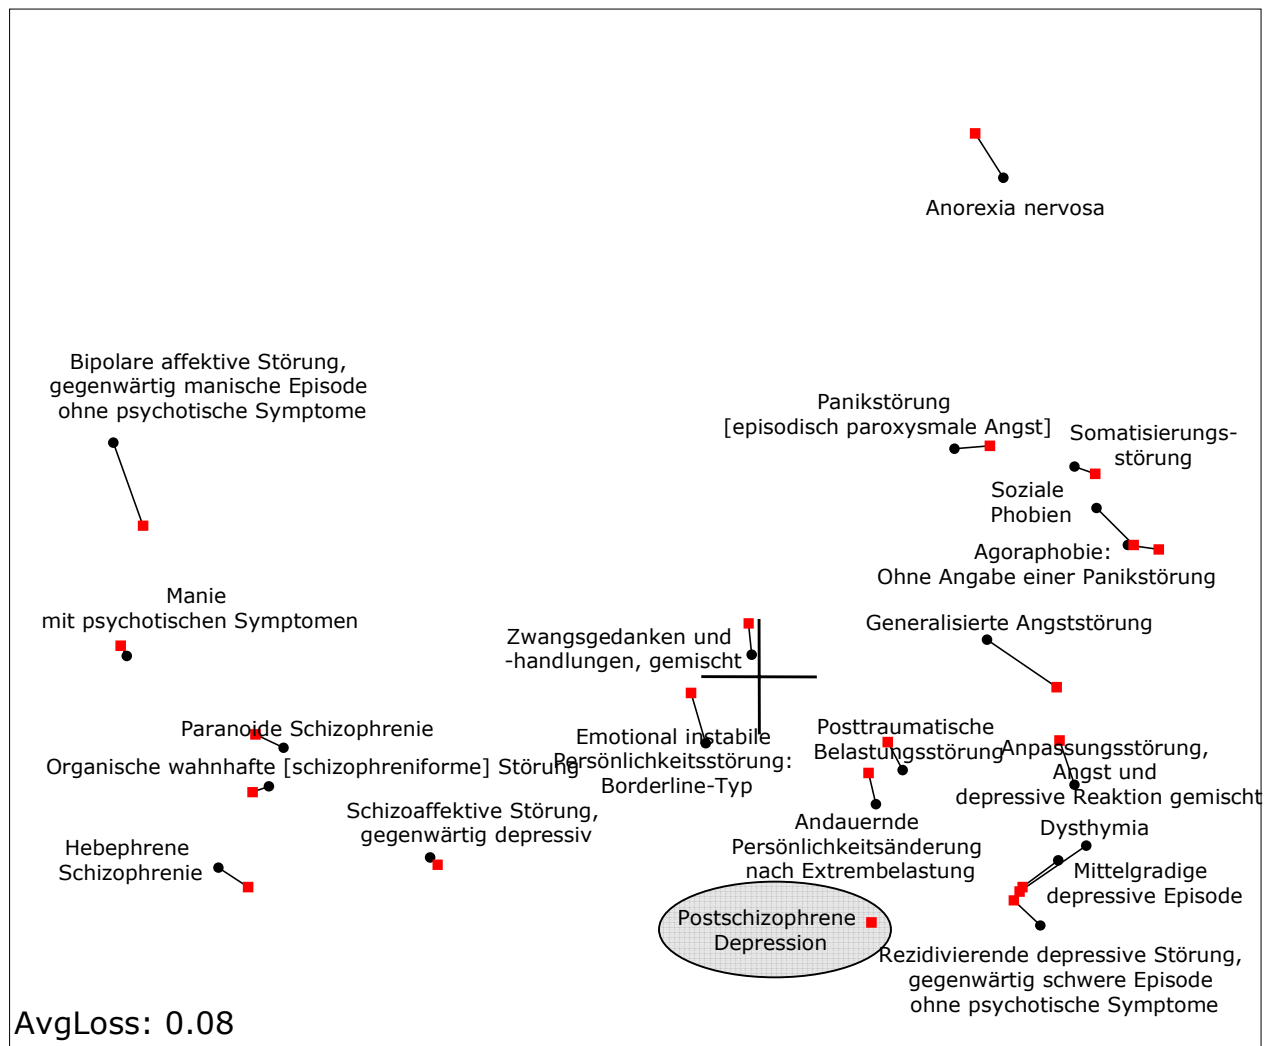 Anorexia nervosa
Bipolare affektive Störung,
gegenwärtig manische Episode
ohne psychotische Symptome
Panikstörung
[episodisch paroxysmale Angst]
Somatisierungs-
störung
Soziale
Phobien
Agoraphobie:
Ohne Angabe einer Panikstörung
Manie
mit psychotischen Symptomen
Zwangsgedanken und
-handlungen, gemischt
Generalisierte Angststörung
Paranoide Schizophrenie
Organische wahnhafte [schizophreniforme] Störung
Emotional instabile
Persönlichkeitsstörung:
Borderline-Typ
Posttraumatische
Belastungsstörung
Anpassungsstörung,
Angst und
depressive Reaktion gemischt
Schizoaffektive Störung,
gegenwärtig depressiv
Andauernde
Persönlichkeitsänderung
nach Extrembelastung
Dysthymia
Hebephrene
Schizophrenie
Mittelgradige
depressive Episode
Postschizophrene
Depression
Rezidivierende depressive Störung,
gegenwärtig schwere Episode
ohne psychotische Symptome
AvgLoss: 0.08